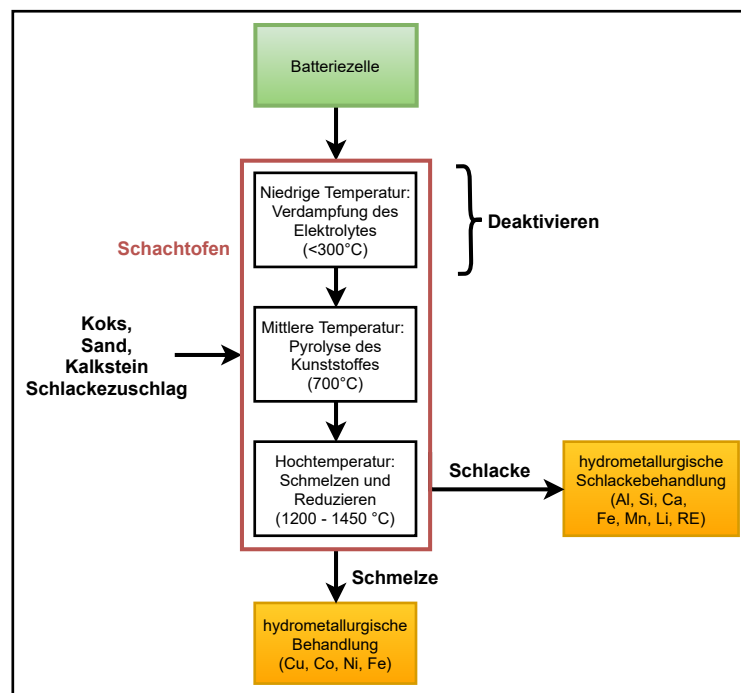 Batteriezelle
Niedrige Temperatur:
Verdampfung des
Elektrolytes
(<300°C)
Deaktivieren
Schachtofen
Koks,
Sand,
Kalkstein
Schlackezuschlag
Mittlere Temperatur:
Pyrolyse des
Kunststoffes
(700°C)
Hochtemperatur:
Schmelzen und
Reduzieren
(1200 - 1450 °C)
Schlacke
hydrometallurgische
Schlackebehandlung
(Al, Si, Ca,
Fe, Mn, Li, RE)
Schmelze
hydrometallurgische
Behandlung
(Cu, Co, Ni, Fe)